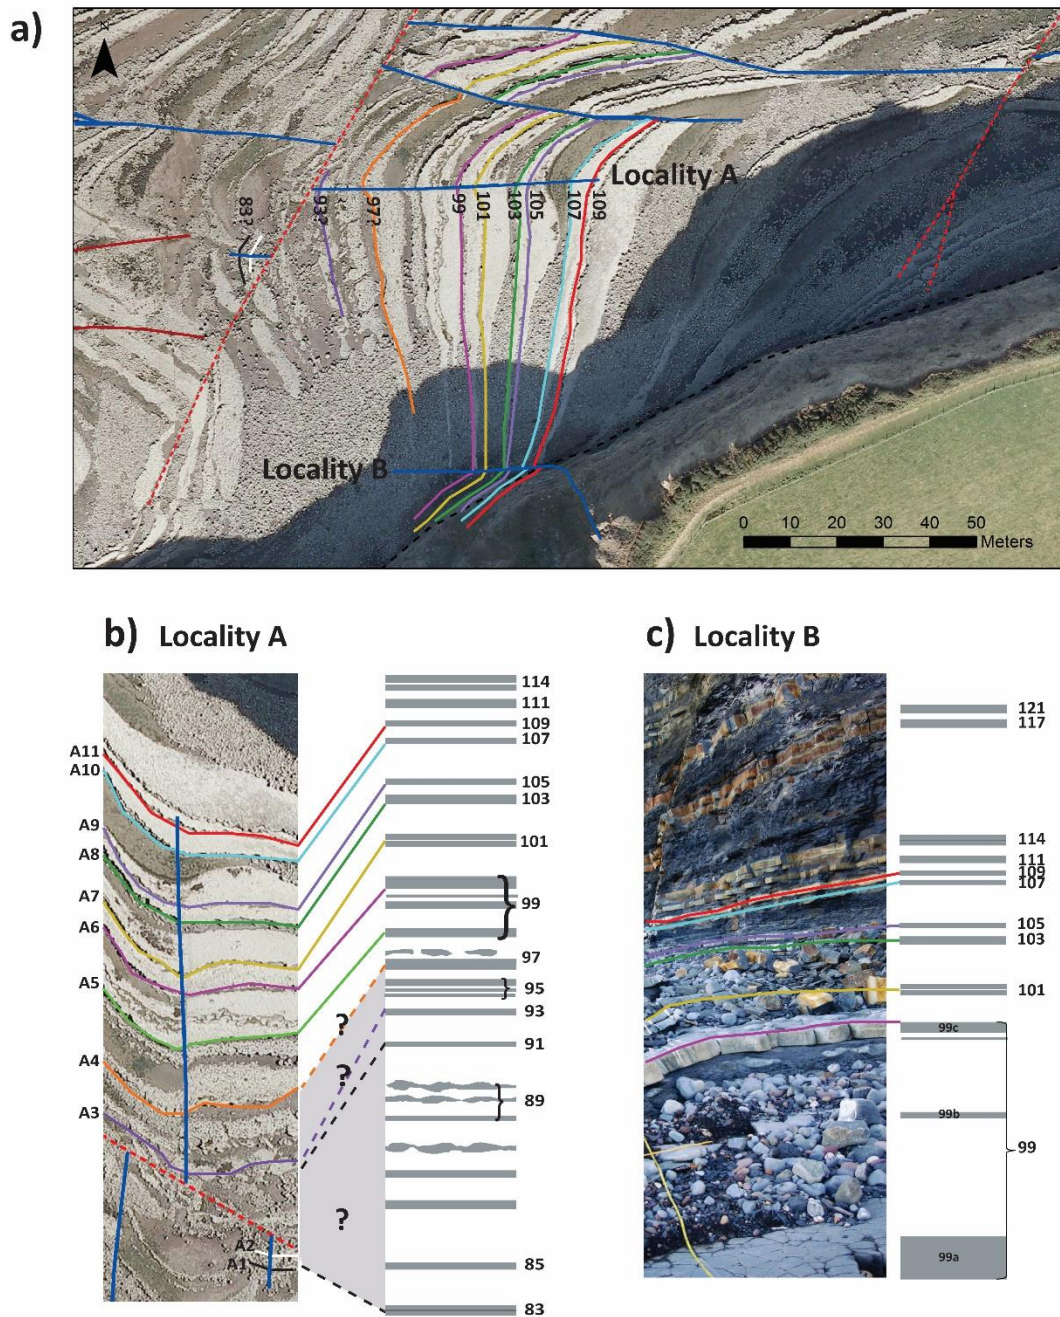 a)
N
Locality A
83?
93?
97?
99
101
103
105
107
109
Locality B
0 10 20 30 40 50
Meters
b) Locality A
c) Locality B
A11
A10
A9
A8
A7
A6
A5
A4
A3
A2
A1
?
?
?
114
111
109
107
105
103
101
99
97
95
93
91
89
85
83
121
117
114
111
109
107
105
103
101
99c
99b
99
99a